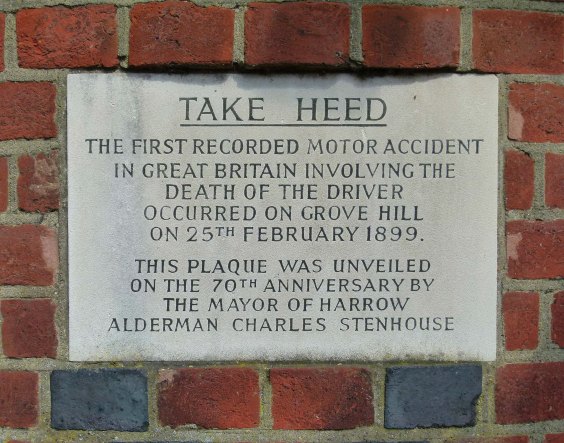 TAKE HEED
THE FIRST RECORDED MOTOR ACCIDENT
IN GREAT BRITAIN INVOLVING THE
DEATH OF THE DRIVER
OCCURRED ON GROVE HILL
ON 25TH FEBRUARY 1899.
THIS PLAQUE WAS UNVEILED
ON THE 70TH ANNIVERSARY BY
THE MAYOR OF HARROW
ALDERMAN CHARLES STENHOUSE